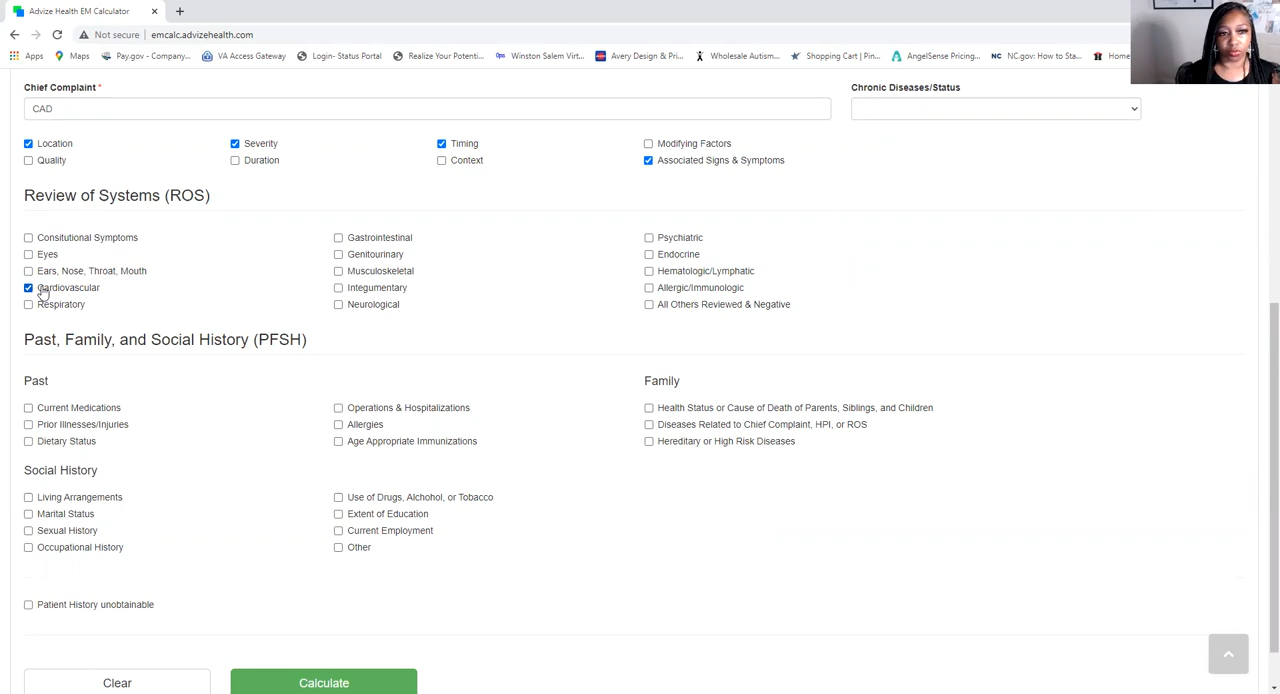 Advize Health EM Calculator
Not secure emcalc.advizehealth.com
Apps Maps Pay.gov - Company... VA Access Gateway Login- Status Portal Realize Your Potenti... Winston Salem Virt... Avery Design & Pri... Wholesale Autism... Shopping Cart | Pin... AngelSense Pricing... NC NC.gov: How to Sta... Home
Chief Complaint * Chronic Diseases/Status
CAD
Location Severity Timing Modifying Factors
Quality Duration Context Associated Signs & Symptoms
Review of Systems (ROS)
Consitutional Symptoms Gastrointestinal Psychiatric
Eyes Genitourinary Endocrine
Ears, Nose, Throat, Mouth Musculoskeletal Hematologic/Lymphatic
Cardiovascular Integumentary Allergic/Immunologic
Respiratory Neurological All Others Reviewed & Negative
Past, Family, and Social History (PFSH)
Past Family
Current Medications Operations & Hospitalizations Health Status or Cause of Death of Parents, Siblings, and Children
Prior Illnesses/Injuries Allergies Diseases Related to Chief Complaint, HPI, or ROS
Dietary Status Age Appropriate Immunizations Hereditary or High Risk Diseases
Social History
Living Arrangements Use of Drugs, Alchohol, or Tobacco
Marital Status Extent of Education
Sexual History Current Employment
Occupational History Other
Patient History unobtainable
Clear Calculate